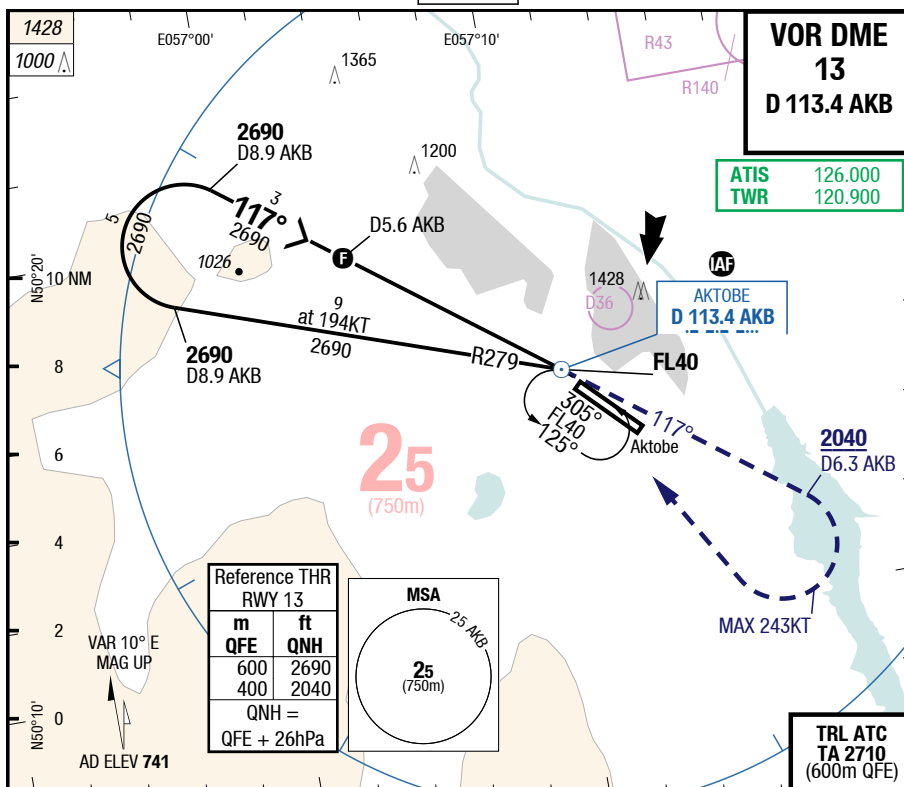 1428
1000
E057°00'
E057°10'
1365
R43
R140
VOR DME
13
D 113.4 AKB
ATIS 126.000
TWR 120.900
2690
D8.9 AKB
1200
3
117°
2690
D5.6 AKB
F
5
2690
1026
N50°20'
10 NM
1428
D36
IAF
AKTOBE
D 113.4 AKB
9
at 194KT
2690
R279
FL40
2690
D8.9 AKB
8
305°
FL40
125°
Aktobe
117°
2040
D6.3 AKB
6
25
(750m)
4
MAX 243KT
Reference THR
RWY 13
m ft
QFE QNH
600 2690
400 2040
QNH =
QFE + 26hPa
MSA
25 AKB
25
(750m)
2
VAR 10° E
MAG UP
N50°10'
0
AD ELEV 741
TRL ATC
TA 2710
(600m QFE)